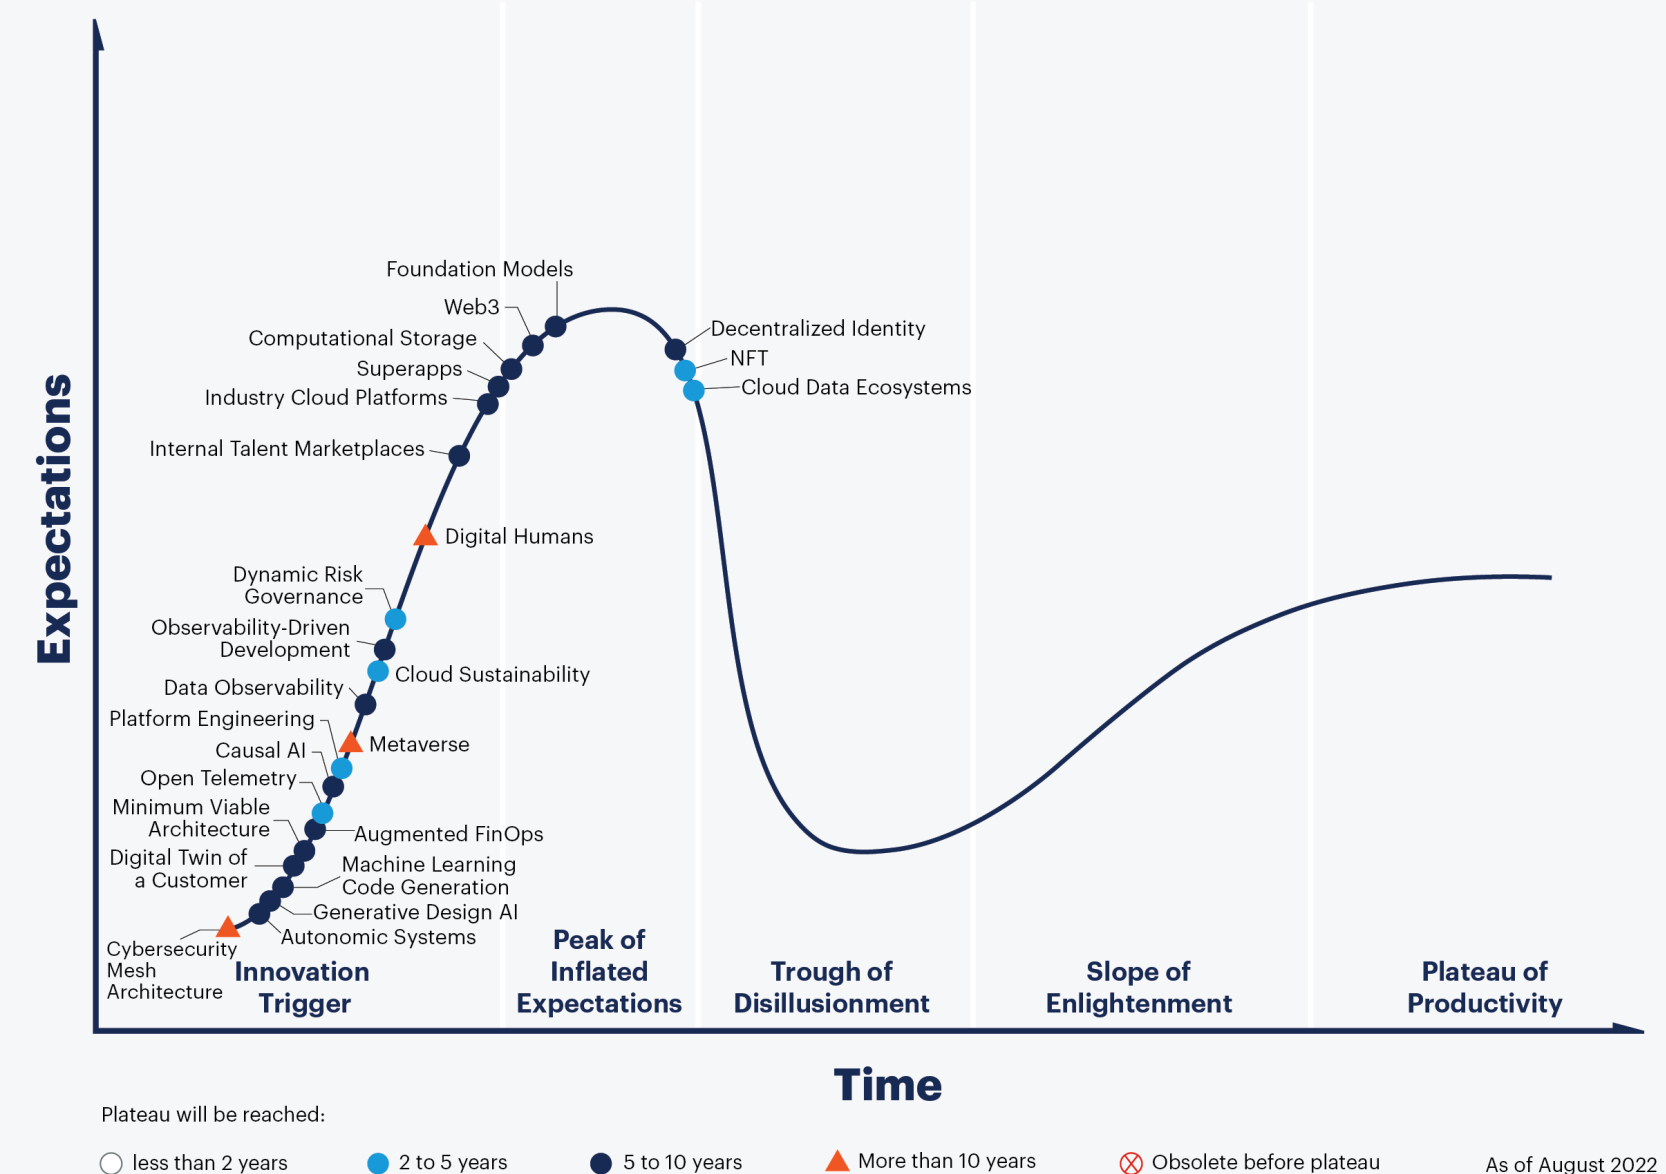 Foundation Models
Web3
Computational Storage
Superapps
Industry Cloud Platforms
Internal Talent Marketplaces
Decentralized Identity
NFT
Cloud Data Ecosystems
Digital Humans
Dynamic Risk
Governance
Observability-Driven
Development
Cloud Sustainability
Data Observability
Platform Engineering
Metaverse
Causal AI
Open Telemetry
Minimum Viable
Architecture
Augmented FinOps
Digital Twin of
a Customer
Machine Learning
Code Generation
Generative Design AI
Autonomic Systems
Cybersecurity
Mesh
Architecture
Expectations
Innovation
Trigger
Peak of
Inflated
Expectations
Trough of
Disillusionment
Slope of
Enlightenment
Plateau of
Productivity
Time
Plateau will be reached:
less than 2 years
2 to 5 years
5 to 10 years
More than 10 years
Obsolete before plateau
As of August 2022